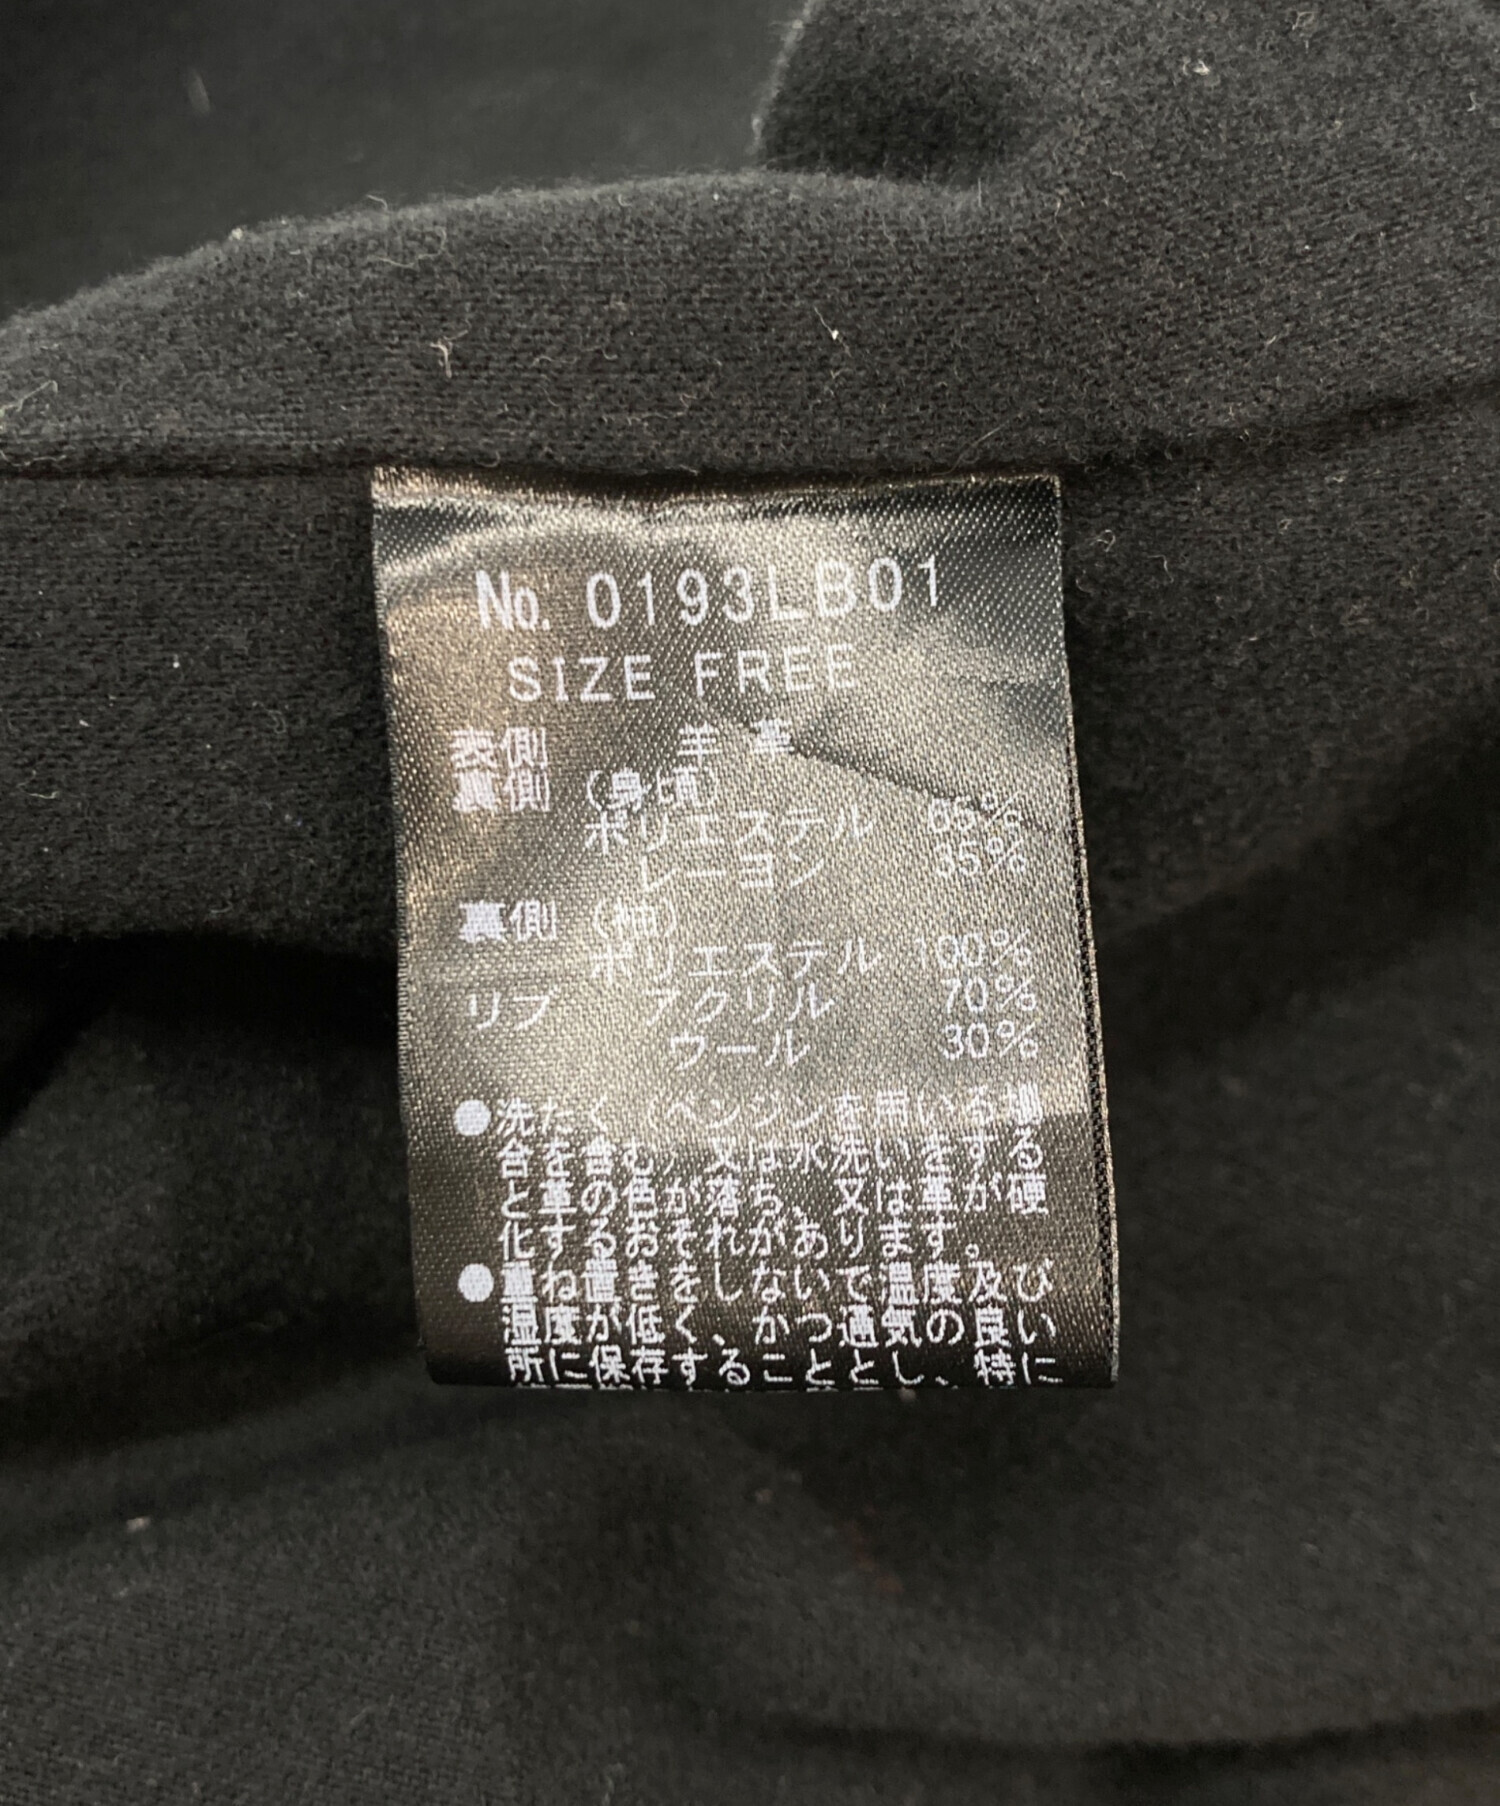 No. 0193LB01
SIZE FREE
表側 羊革
裏側 (身頃)
ポリエステル 65%
レーヨン 35%
裏側 (袖)
ポリエステル 100%
リブ アクリル 70%
ウール 30%
●洗たく(ベンジンを用いる場
合を含む)又は水洗いをする
と革の色が落ち、又は革が硬
化するおそれがあります。
●重ね置きをしないで温度及び
湿度が低く、かつ通気の良い
所に保存することとし、特に